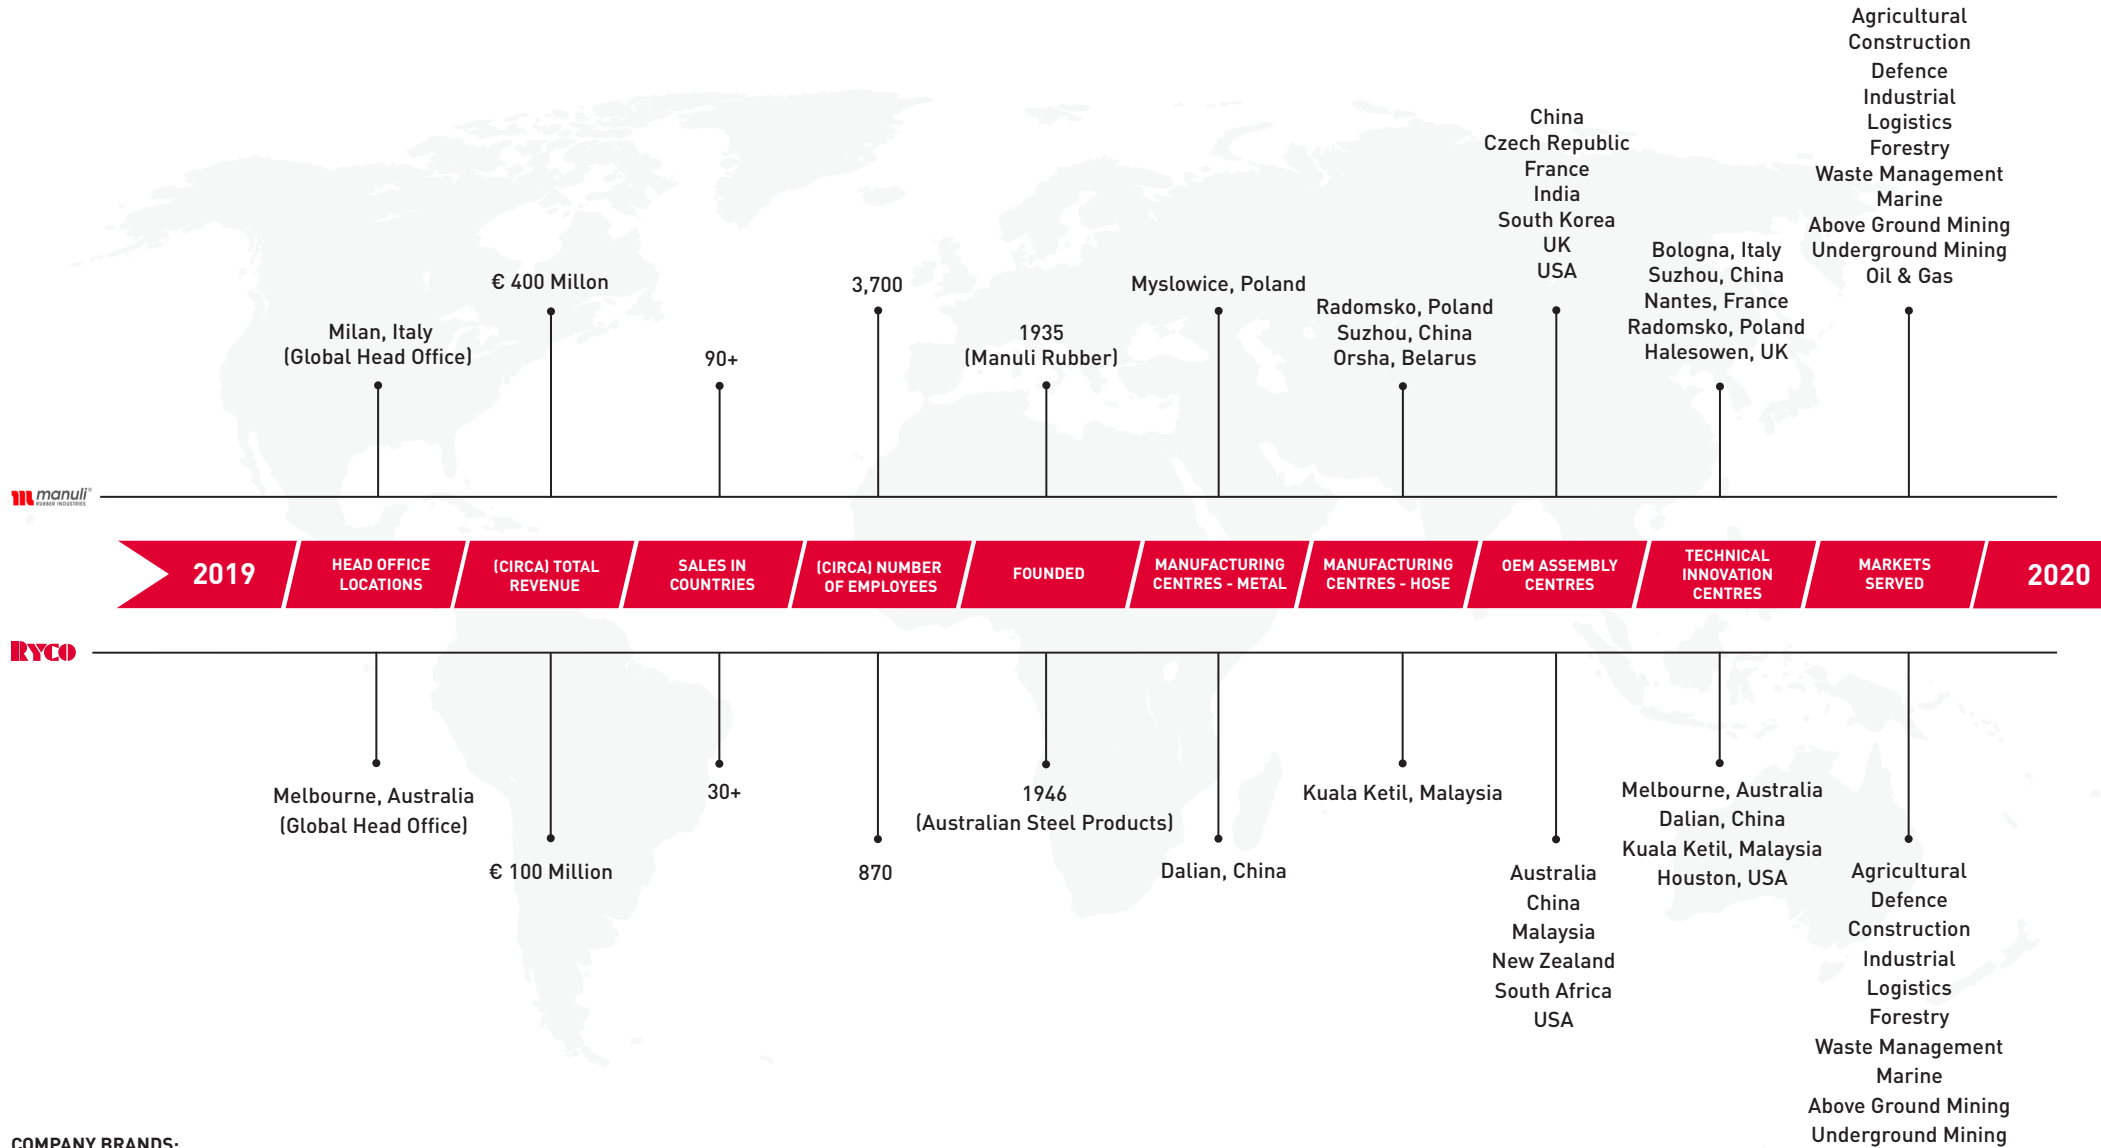 Milan, Italy
(Global Head Office)
€ 400 Millon
90+
3,700
1935
(Manuli Rubber)
Myslowice, Poland
Radomsko, Poland
Suzhou, China
Orsha, Belarus
China
Czech Republic
France
India
South Korea
UK
USA
Bologna, Italy
Suzhou, China
Nantes, France
Radomsko, Poland
Halesowen, UK
Agricultural
Construction
Defence
Industrial
Logistics
Forestry
Waste Management
Marine
Above Ground Mining
Underground Mining
Oil & Gas
manuli®
RUBBER INDUSTRIES
2019
HEAD OFFICE
LOCATIONS
(CIRCA) TOTAL
REVENUE
SALES IN
COUNTRIES
(CIRCA) NUMBER
OF EMPLOYEES
FOUNDED
MANUFACTURING
CENTRES - METAL
MANUFACTURING
CENTRES - HOSE
OEM ASSEMBLY
CENTRES
TECHNICAL
INNOVATION
CENTRES
MARKETS
SERVED
2020
RYCO
Melbourne, Australia
(Global Head Office)
€ 100 Million
30+
870
1946
(Australian Steel Products)
Dalian, China
Kuala Ketil, Malaysia
Australia
China
Malaysia
New Zealand
South Africa
USA
Melbourne, Australia
Dalian, China
Kuala Ketil, Malaysia
Houston, USA
Agricultural
Defence
Construction
Industrial
Logistics
Forestry
Waste Management
Marine
Above Ground Mining
Underground Mining
COMPANY BRANDS: